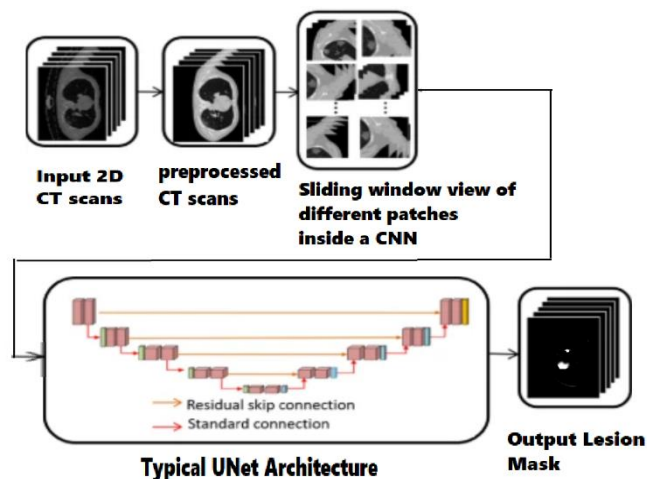 Input 2D
CT scans
preprocessed
CT scans
Sliding window view of
different patches
inside a CNN
Residual skip connection
Standard connection
Typical UNet Architecture
Output Lesion
Mask